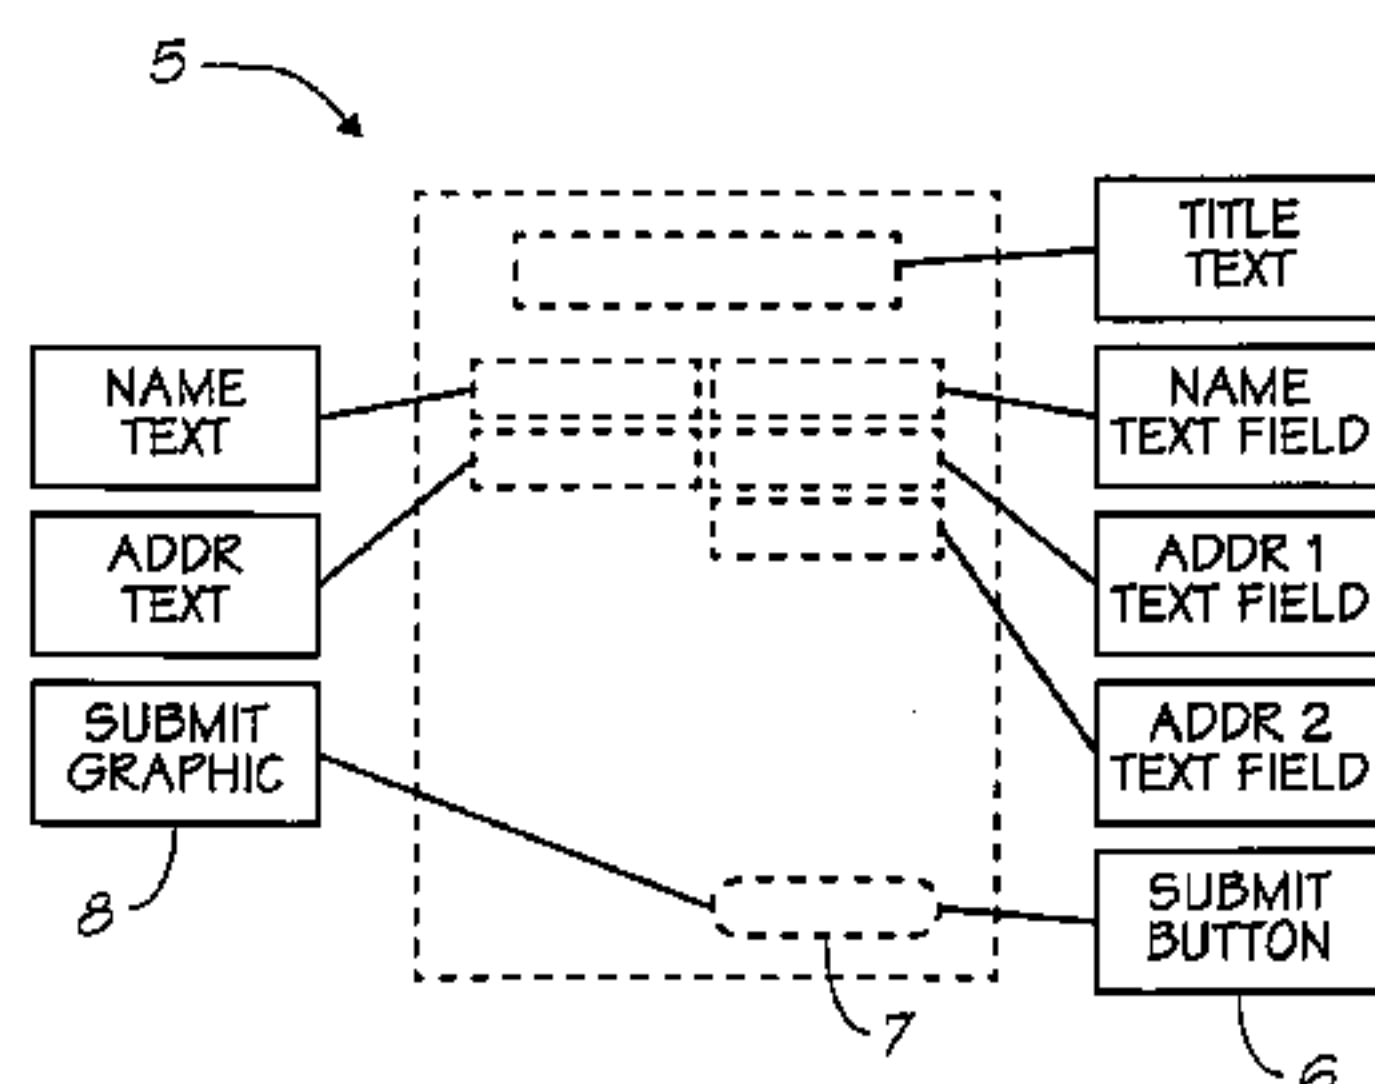 5
TITLE
TEXT
NAME
TEXT
NAME
TEXT FIELD
ADDR
TEXT
ADDR 1
TEXT FIELD
SUBMIT
GRAPHIC
ADDR 2
TEXT FIELD
8
SUBMIT
BUTTON
7
6